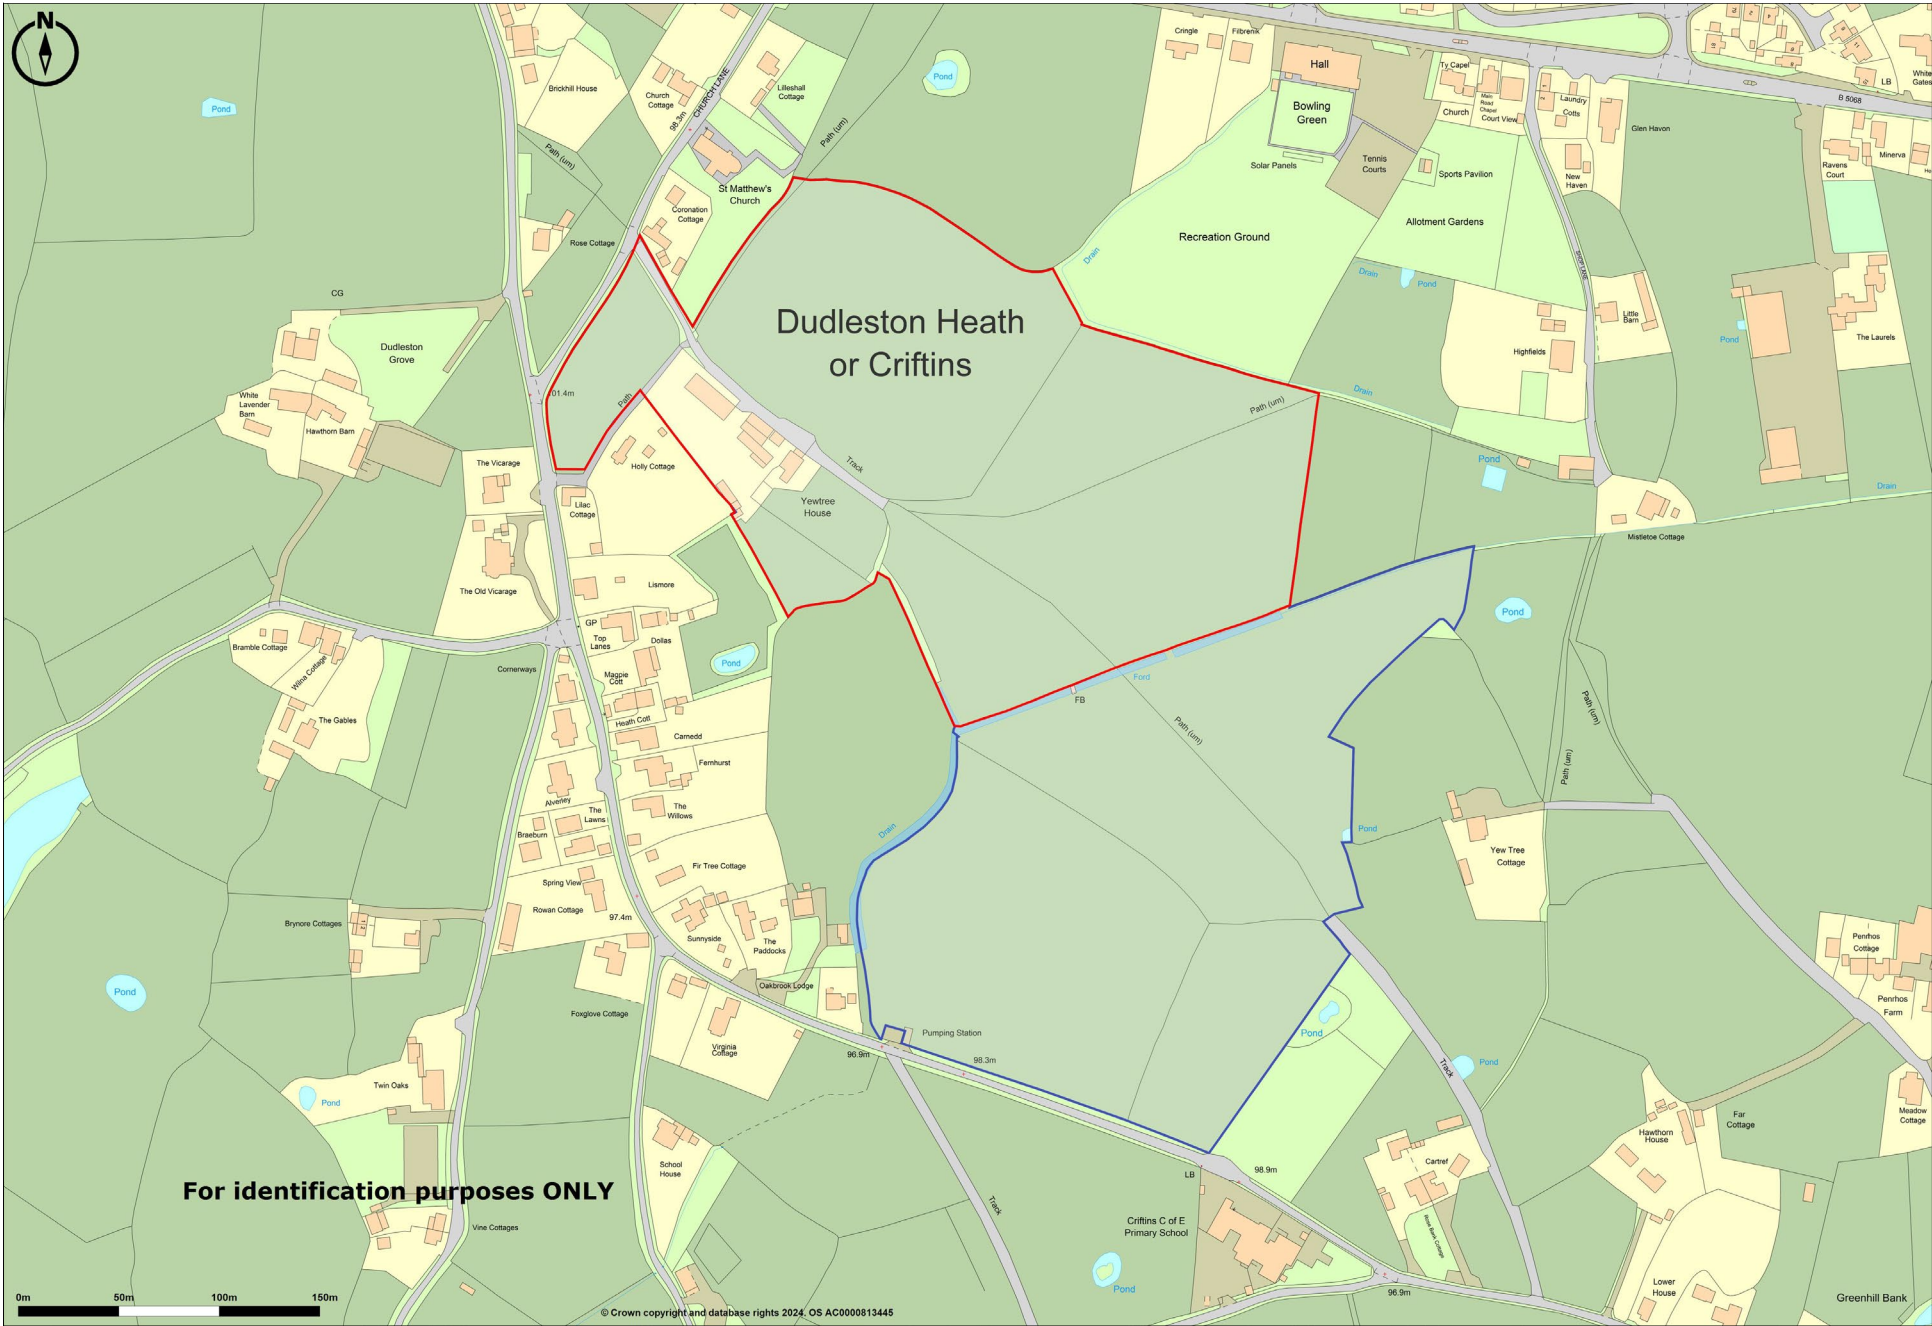 N
Cringle
Filbrenik
Hall
Bowling
Green
Solar Panels
Tennis
Courts
Sports Pavilion
Allotment Gardens
Recreation Ground
Drain
Drain
Pond
Ty Capel
Church
Court View
Laundry
Cotts
New
Haven
Glen Havon
B 5068
LB
White
Gates
Ravens
Court
Minerva
The Laurels
Pond
Little
Barn
Highfields
SHOP LANE
Brickhill House
Church
Cottage
CHURCH LANE
98.3m
Lilleshall
Cottage
Pond
Pond
Path (um)
Path (um)
St Matthew's
Church
Coronation
Cottage
Rose Cottage
CG
Dudleston
Grove
White
Lavender
Barn
Hawthorn Barn
101.4m
Path
Dudleston Heath
or Criftins
Holly Cottage
Yewtree
House
Track
Path (um)
Drain
Pond
Drain
Mistletoe Cottage
The Vicarage
Lilac
Cottage
The Old Vicarage
Lismore
GP
Top
Lanes
Dollas
Pond
Bramble Cottage
Wilna Cottage
The Gables
Cornerways
Magpie
Cott
Heath Cott
Carnedd
Fernhurst
Ford
FB
Path (um)
Pond
Path (um)
Path (um)
Alverley
The
Lawns
The
Willows
Braeburn
Drain
Pond
Yew Tree
Cottage
Fir Tree Cottage
Spring View
Rowan Cottage
97.4m
Brynore Cottages
Sunnyside
The
Paddocks
Penrhos
Cottage
Penrhos
Farm
Pond
Oakbrook Lodge
Foxglove Cottage
Virginia
Cottage
96.9m
Pumping Station
98.3m
Pond
Track
Pond
Twin Oaks
Pond
Far
Cottage
Meadow
Cottage
Hawthorn
House
School
House
For identification purposes ONLY
Vine Cottages
Track
LB
98.9m
Cartref
Rose Bank Cottage
Criftins C of E
Primary School
Pond
96.9m
Lower
House
Greenhill Bank
0m
50m
100m
150m
© Crown copyright and database rights 2024. OS AC0000813445